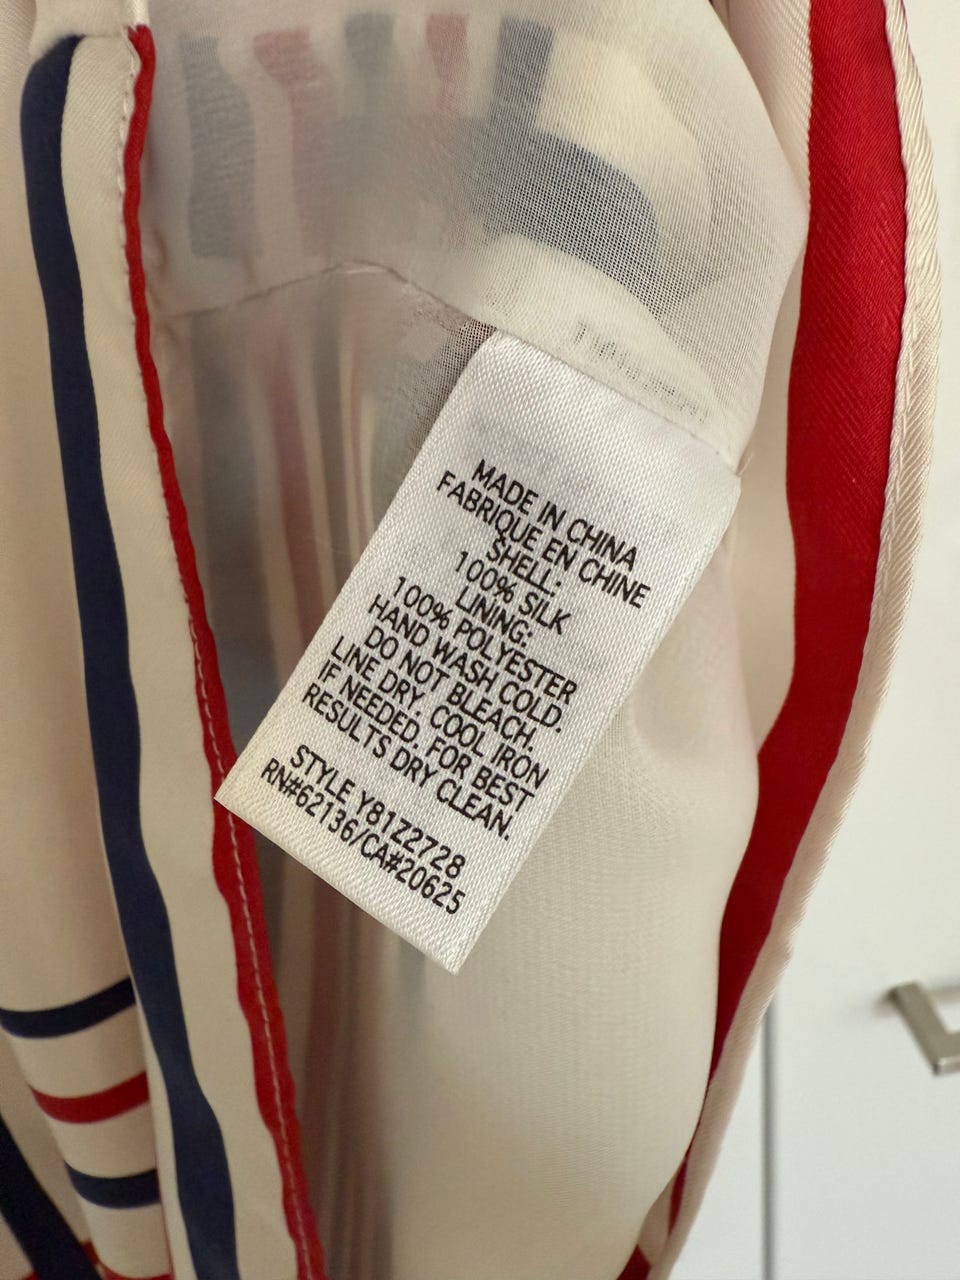 MADE IN CHINA
FABRIQUE EN CHINE
SHELL:
100% SILK
LINING:
100% POLYESTER
HAND WASH COLD.
DO NOT BLEACH.
LINE DRY. COOL IRON
IF NEEDED. FOR BEST
RESULTS DRY CLEAN.
STYLE Y81Z2728
RN#62136/CA#20625